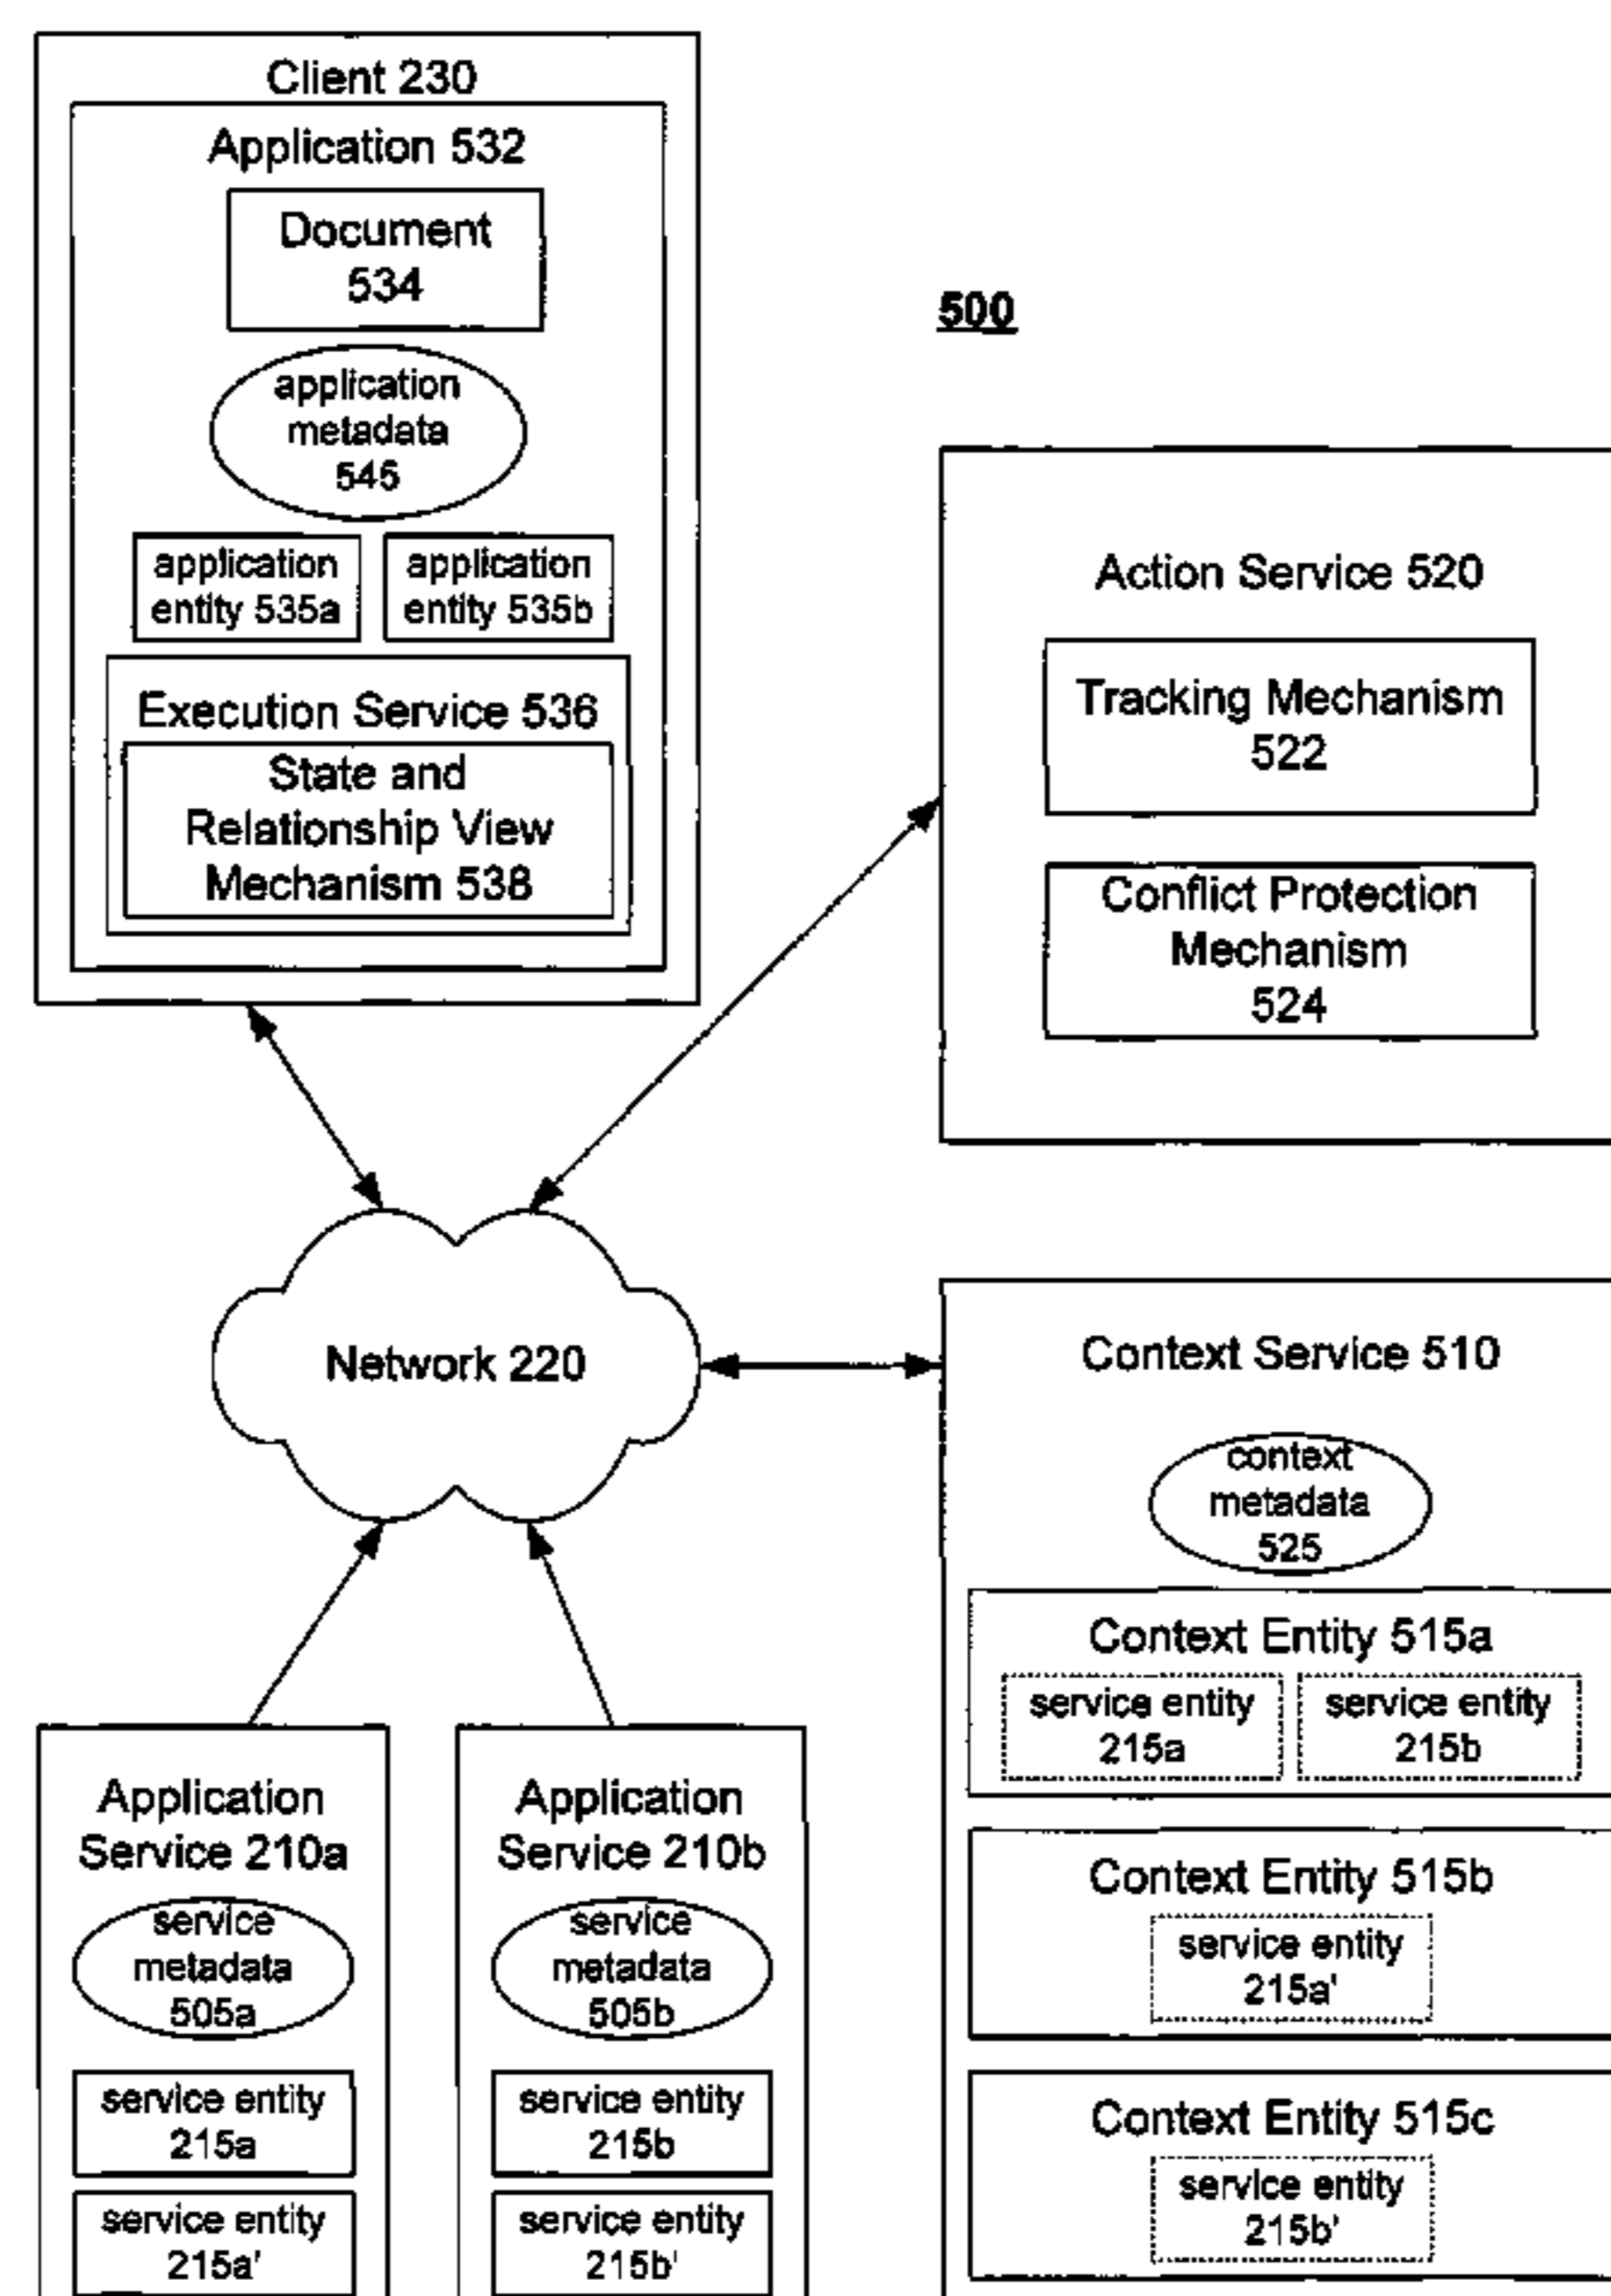 Client 230
Application 532
Document
534
application
metadata
545
application
entity 535a
application
entity 535b
Execution Service 536
State and
Relationship View
Mechanism 538
500
Action Service 520
Tracking Mechanism
522
Conflict Protection
Mechanism
524
Network 220
Context Service 510
context
metadata
525
Context Entity 515a
service entity
215a
service entity
215b
Context Entity 515b
service entity
215a'
Context Entity 515c
service entity
215b'
Application
Service 210a
service
metadata
505a
service entity
215a
service entity
215a'
Application
Service 210b
service
metadata
505b
service entity
215b
service entity
215b'